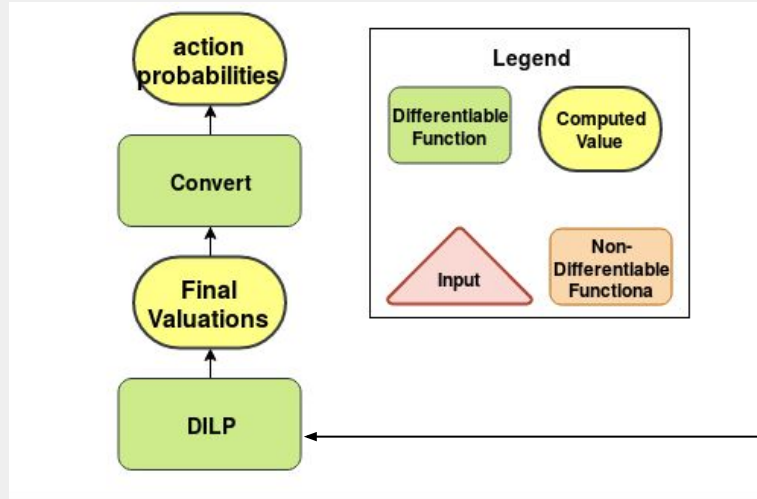 action
probabilities
Convert
Final
Valuations
DILP
Legend
Differentiable
Function
Computed
Value
Input
Non-
Differentiable
Functiona